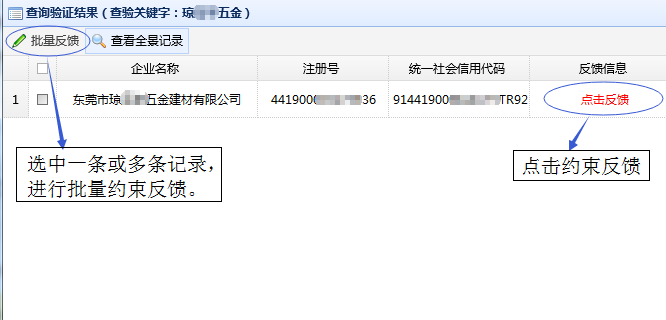 查询验证结果（查验关键字：琼 五金）
批量反馈 查看全景记录
企业名称 注册号 统一社会信用代码 反馈信息
1 东莞市琼 五金建材有限公司 4419000 36 91441900 TR92 点击反馈
选中一条或多条记录，
进行批量约束反馈。
点击约束反馈